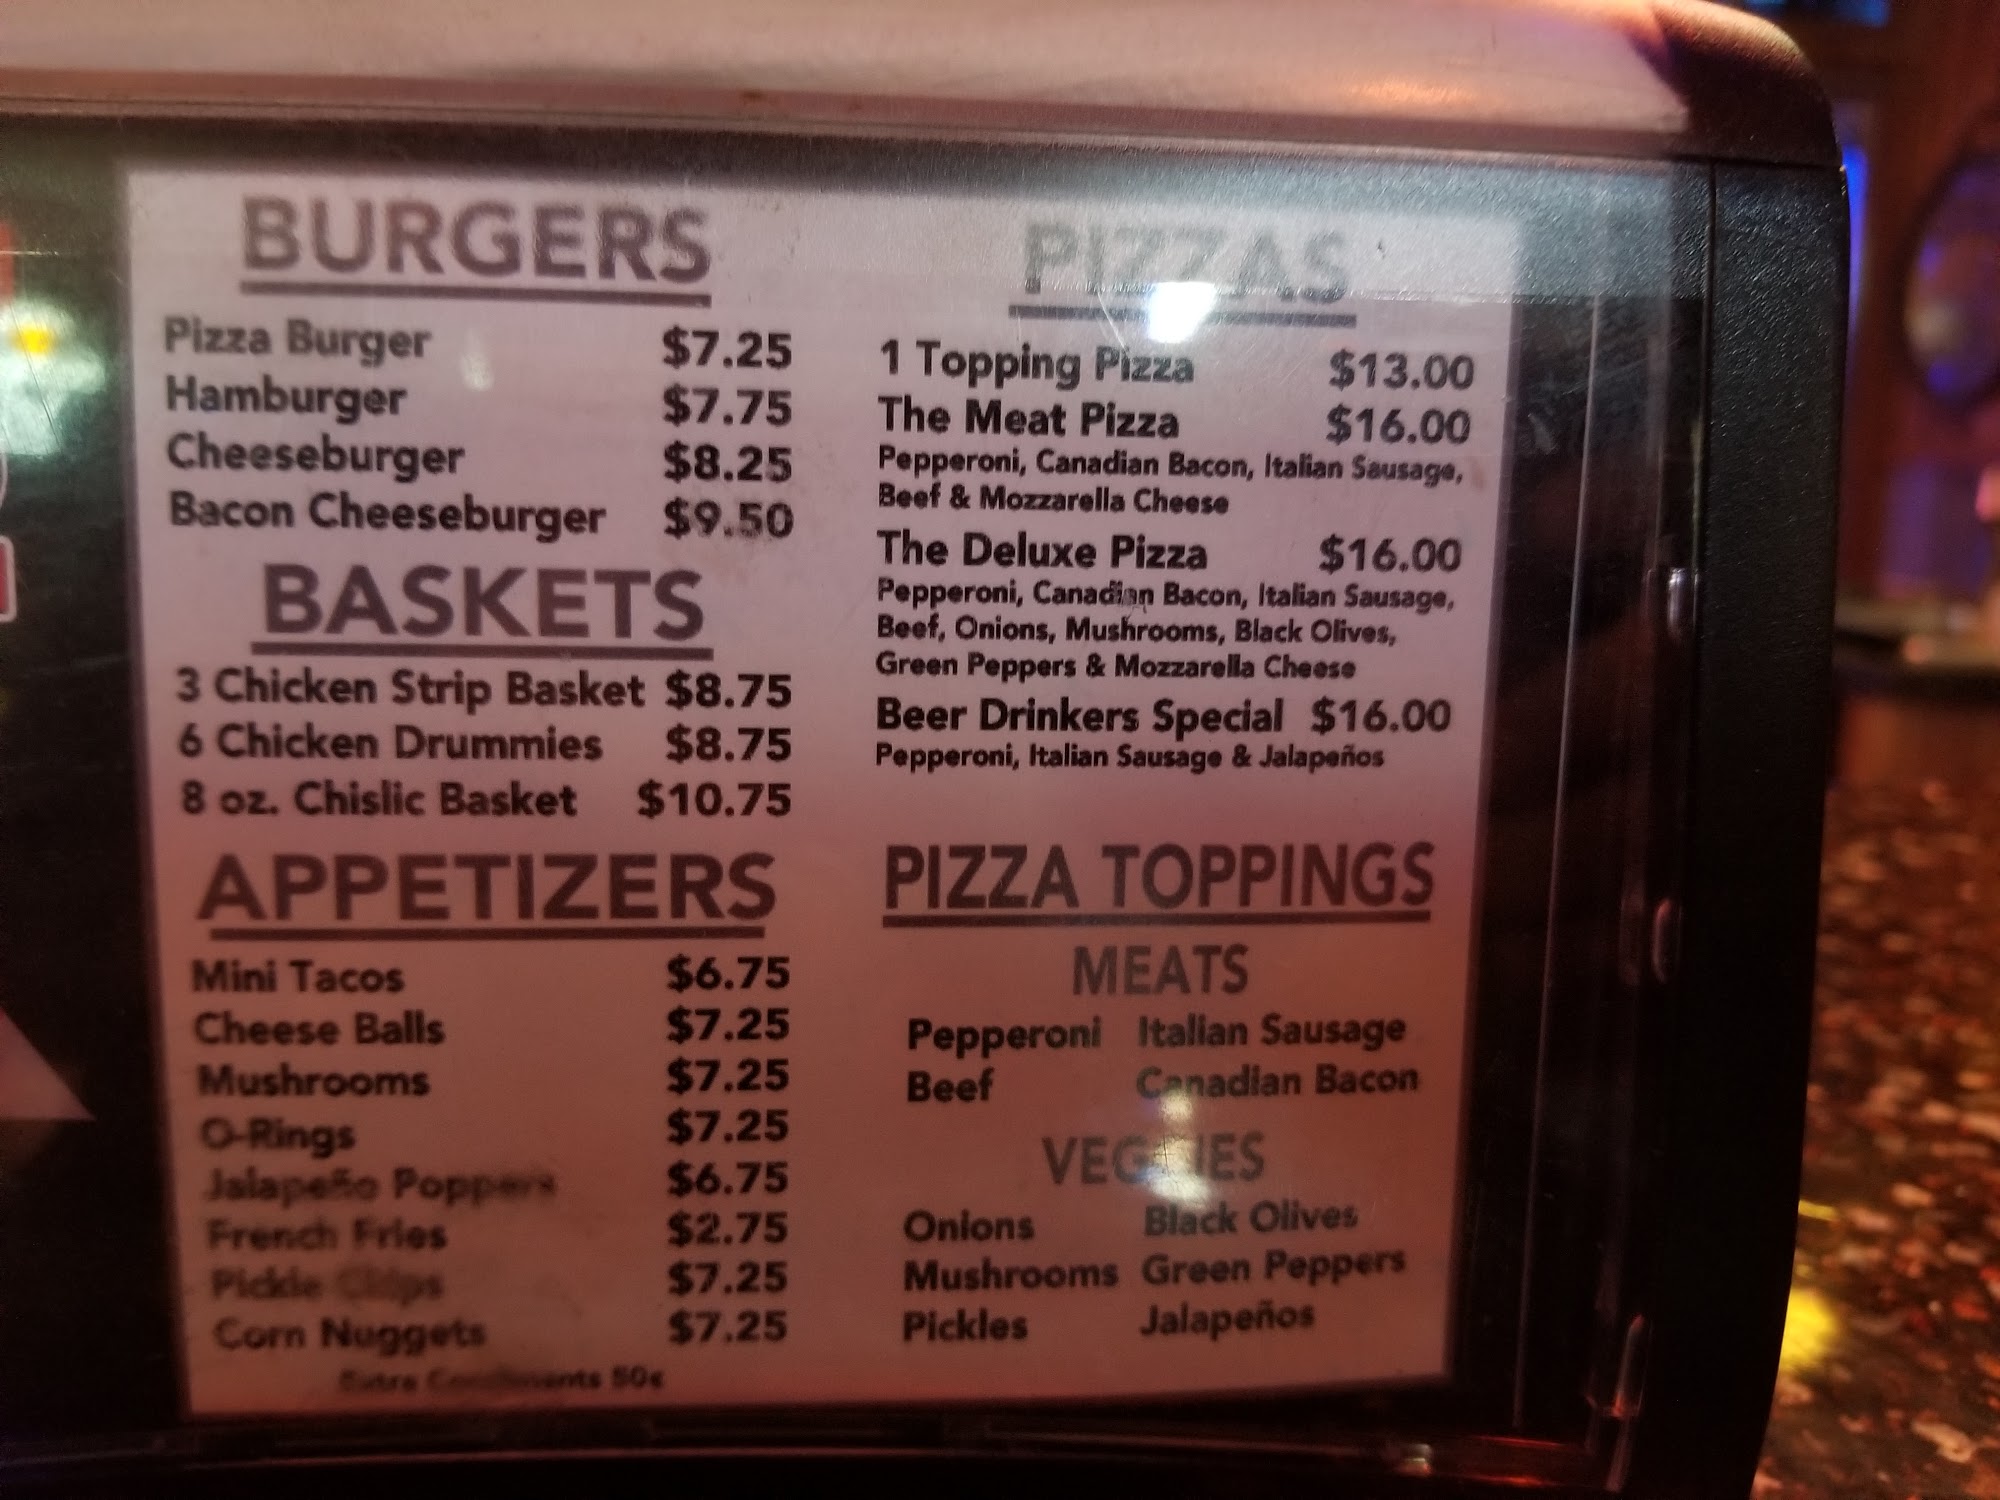 BURGERS
Pizza Burger $7.25
Hamburger $7.75
Cheeseburger $8.25
Bacon Cheeseburger $9.50
BASKETS
3 Chicken Strip Basket $8.75
6 Chicken Drummies $8.75
8 oz. Chislic Basket $10.75
APPETIZERS
Mini Tacos $6.75
Cheese Balls $7.25
Mushrooms $7.25
O-Rings $7.25
Jalapeño Poppers $6.75
French Fries $2.75
Pickle Chips $7.25
Corn Nuggets $7.25
Extra Condiments 50¢
PIZZAS
1 Topping Pizza $13.00
The Meat Pizza $16.00
Pepperoni, Canadian Bacon, Italian Sausage,
Beef & Mozzarella Cheese
The Deluxe Pizza $16.00
Pepperoni, Canadian Bacon, Italian Sausage,
Beef, Onions, Mushrooms, Black Olives,
Green Peppers & Mozzarella Cheese
Beer Drinkers Special $16.00
Pepperoni, Italian Sausage & Jalapeños
PIZZA TOPPINGS
MEATS
Pepperoni Italian Sausage
Beef Canadian Bacon
VEGGIES
Onions Black Olives
Mushrooms Green Peppers
Pickles Jalapeños